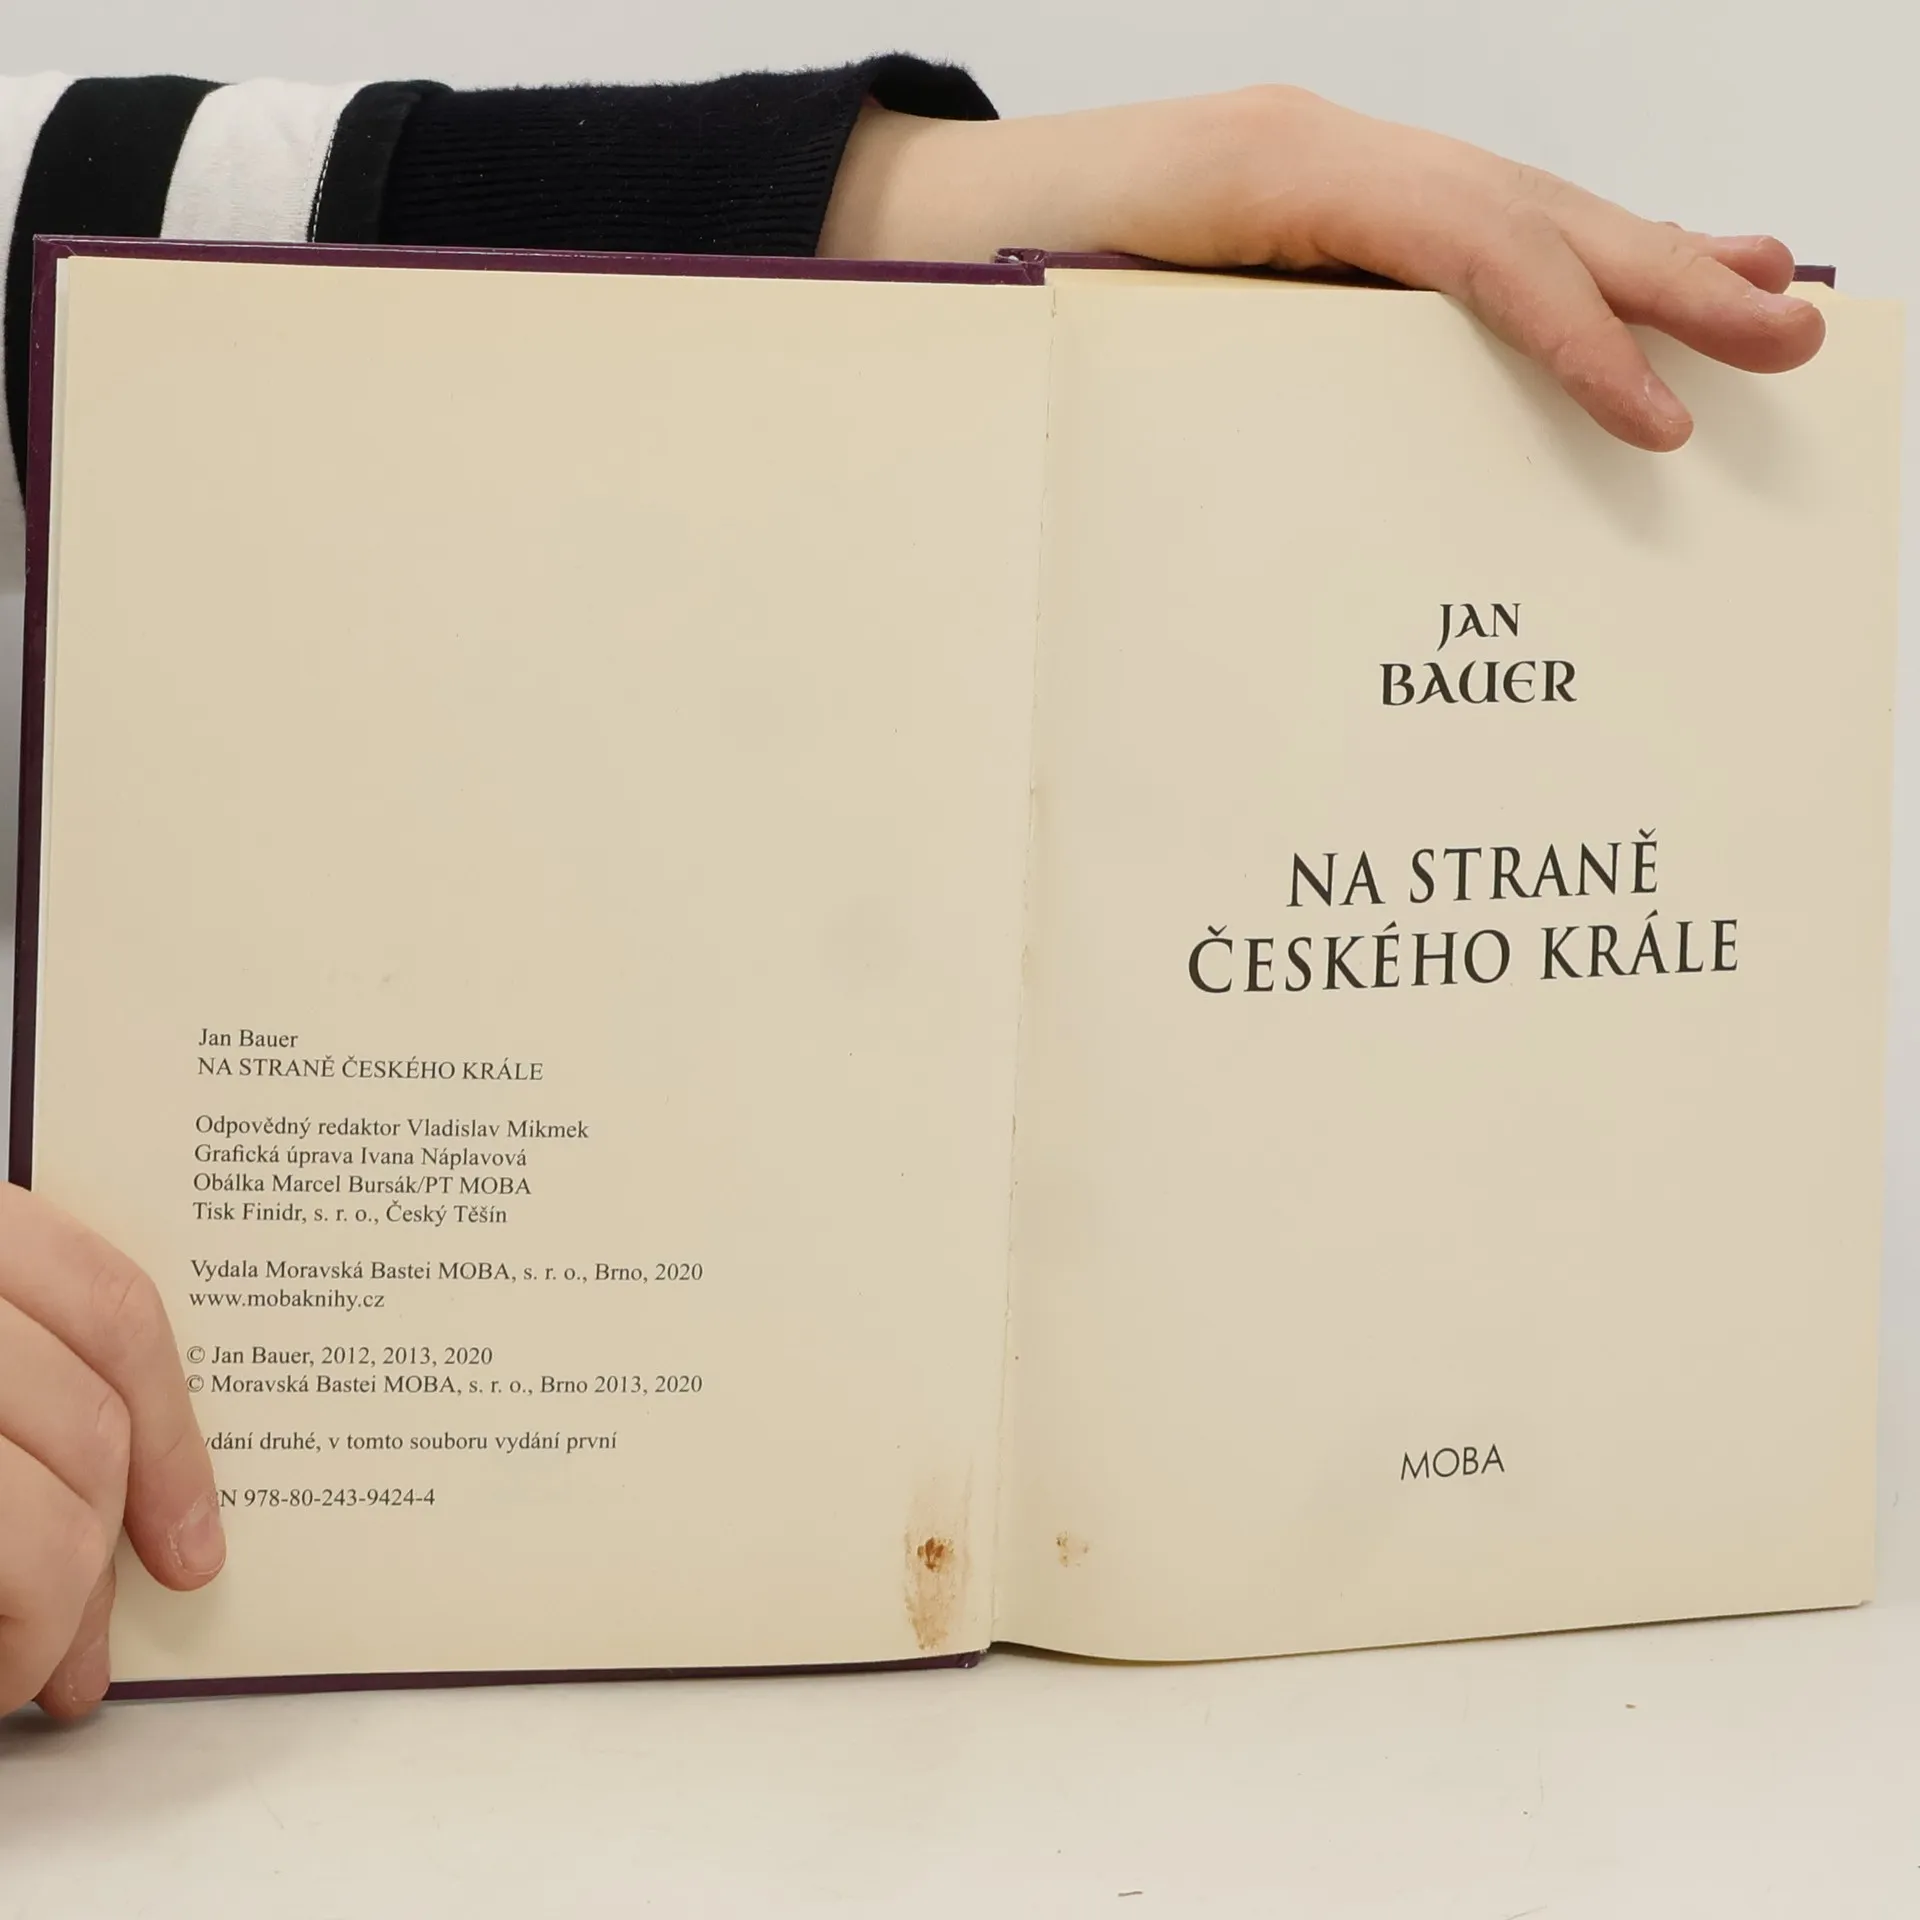 Jan Bauer
NA STRANĚ ČESKÉHO KRÁLE
Odpovědný redaktor Vladislav Mikmek
Grafická úprava Ivana Náplavová
Obálka Marcel Bursák/PT MOBA
Tisk Finidr, s. r. o., Český Těšín
Vydala Moravská Bastei MOBA, s. r. o., Brno, 2020
www.mobaknihy.cz
© Jan Bauer, 2012, 2013, 2020
© Moravská Bastei MOBA, s. r. o., Brno 2013, 2020
druhé, v tomto souboru vydání první
978-80-243-9424-4
JAN
BAUER
NA STRANĚ
ČESKÉHO KRÁLE
MOBA